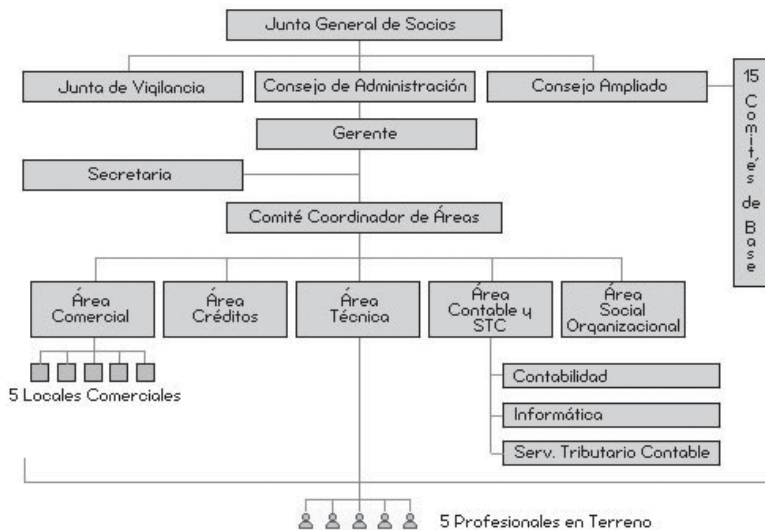 Junta General de Socios
Junta de Vigilancia
Consejo de Administración
Consejo Ampliado
15 Comités de Base
Gerente
Secretaria
Comité Coordinador de Áreas
Área
Comercial
Área
Créditos
Área
Técnica
Área
Contable y
STC
Área
Social
Organizacional
5 Locales Comerciales
Contabilidad
Informática
Serv. Tributario Contable
5 Profesionales en Terreno